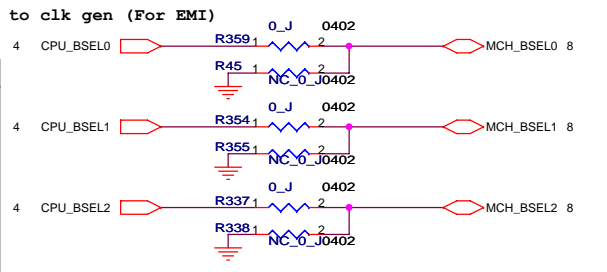 to clk gen (For EMI)
0_J 0402
4 CPU_BSEL0 R359 1 2 MCH_BSEL0 8
R45 1 2
NC_0_J0402
0_J 0402
4 CPU_BSEL1 R354 1 2 MCH_BSEL1 8
R355 1 2
NC_0_J0402
0_J 0402
4 CPU_BSEL2 R337 1 2 MCH_BSEL2 8
R338 1 2
NC_0_J0402